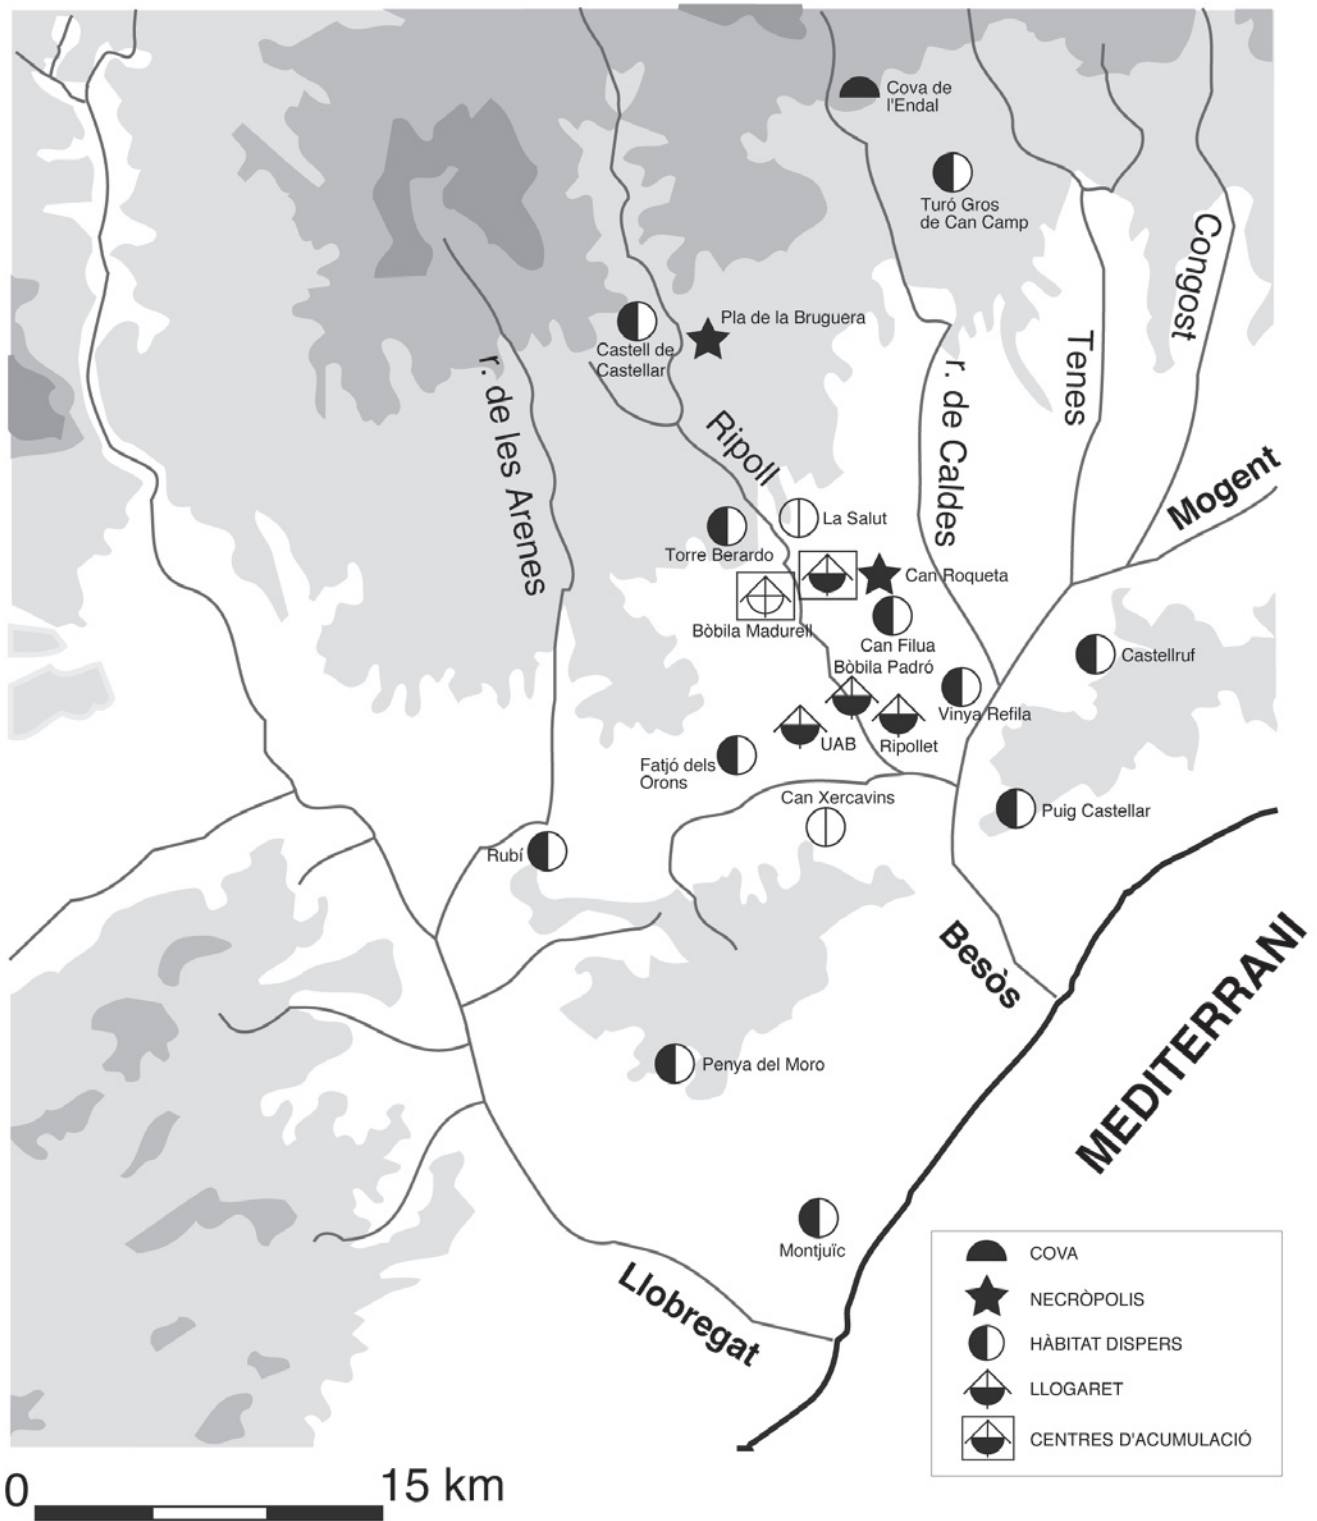 Cova de
l'Endal
Turó Gros
de Can Camp
Congost
Pla de la Bruguera
Castell de
Castellar
Tenes
r. de les Arenes
r. de Caldes
Ripoll
Mogent
La Salut
Torre Berardo
Can Roqueta
Bòbila Madurell
Can Filua
Castellruf
Bòbila Padró
Vinya Refila
UAB
Ripollet
Fatjó dels
Orons
Can Xercavins
Puig Castellar
Rubí
Besòs
MEDITERRANI
Penya del Moro
Montjuïc
Llobregat
COVA
NECRÒPOLIS
HÀBITAT DISPERS
LLOGARET
CENTRES D'ACUMULACIÓ
0
15 km